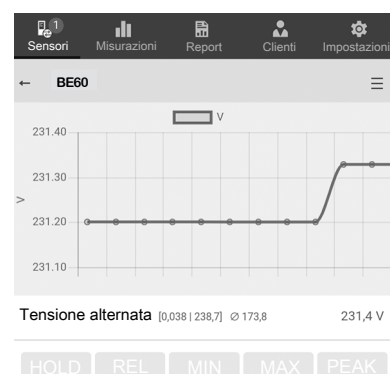 1
Sensori Misurazioni Report Clienti Impostazioni
← BE60
V
231.40
231.30
231.20
231.10
V
Tensione alternata [0,038 | 238,7] ∅ 173,8 231,4 V
HOLD REL MIN MAX PEAK